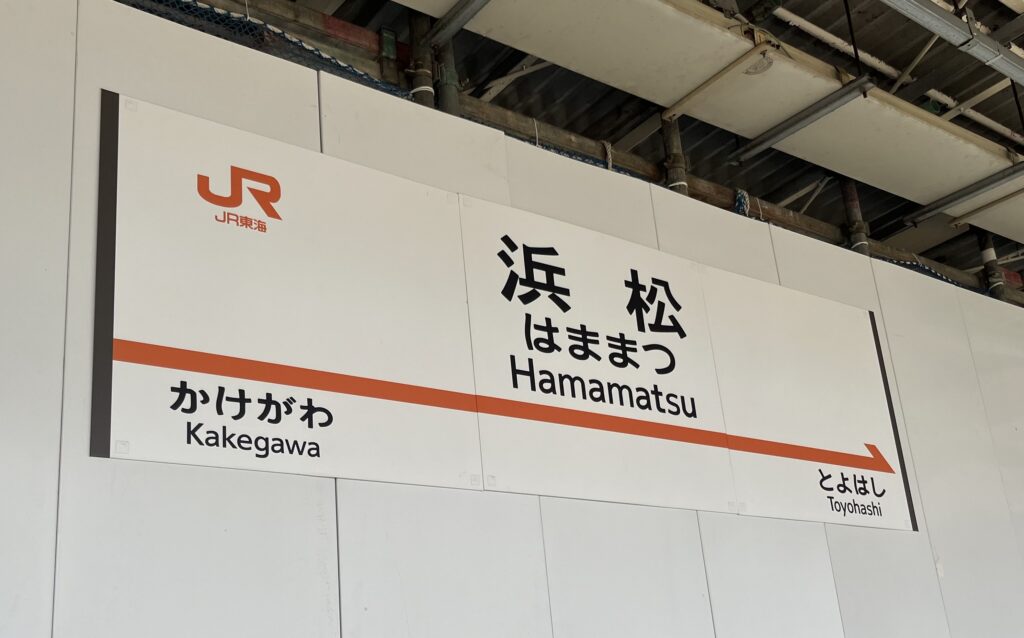 JR
JR東海
浜松
はままつ
Hamamatsu
かけがわ
Kakegawa
とよはし
Toyohashi